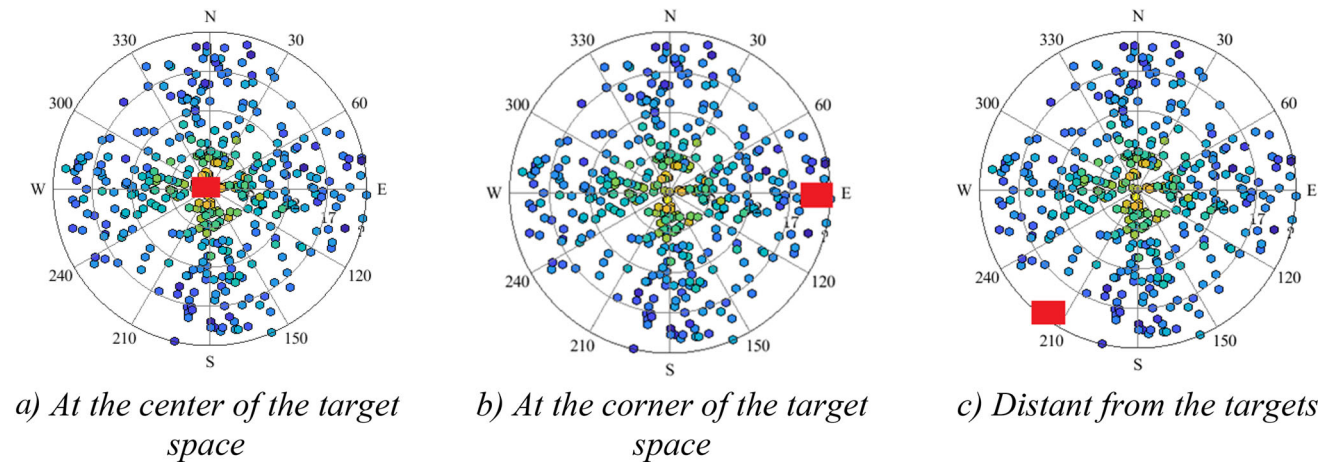 N
330
30
300
60
W
E
17
240
120
210
150
S
a) At the center of the target
space
N
330
30
300
60
W
E
17
240
120
210
150
S
b) At the corner of the target
space
N
330
30
300
60
W
E
17
240
120
210
150
S
c) Distant from the targets